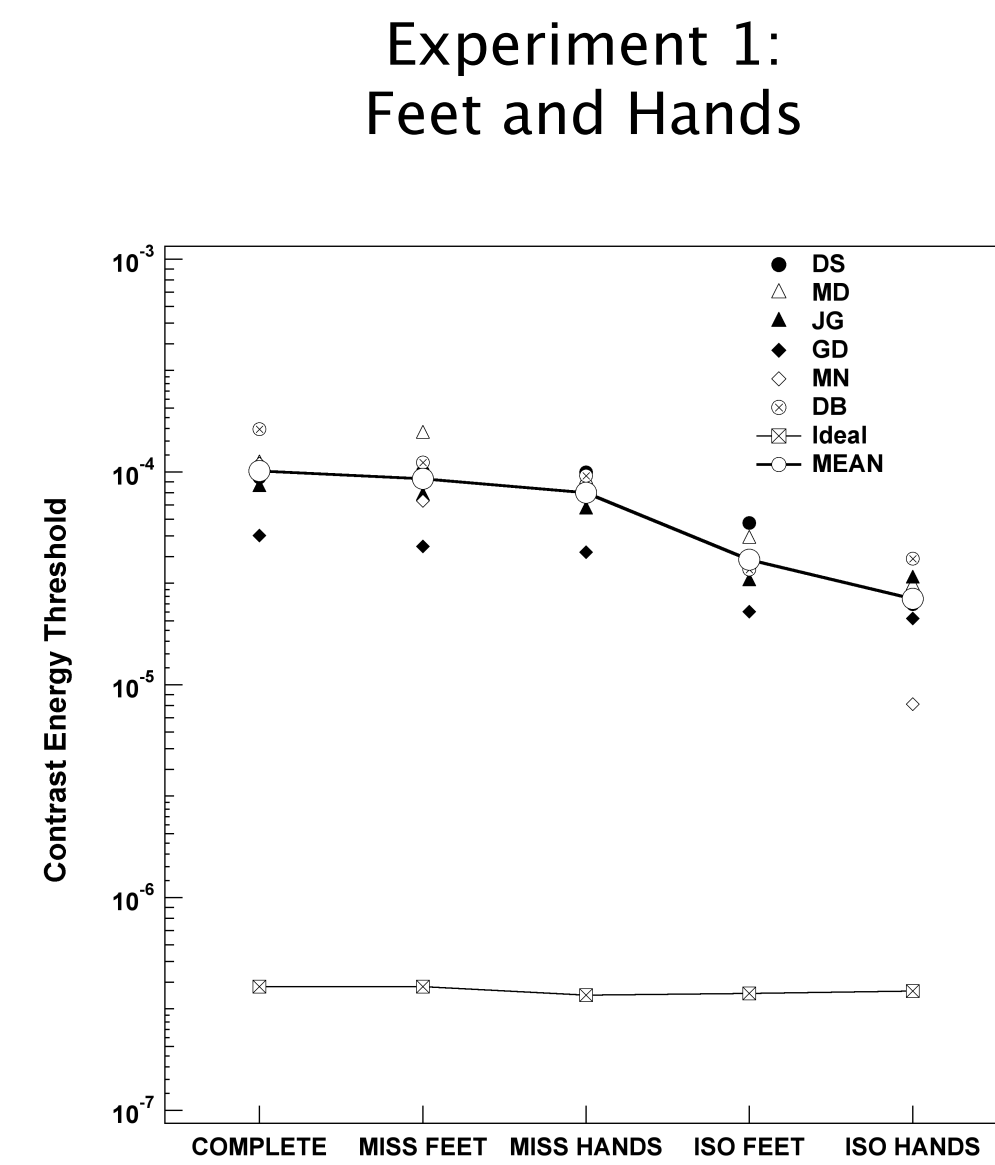 Experiment 1:
Feet and Hands
10-3
10-4
10-5
10-6
10-7
Contrast Energy Threshold
DS
MD
JG
GD
MN
DB
Ideal
MEAN
COMPLETE MISS FEET MISS HANDS ISO FEET ISO HANDS